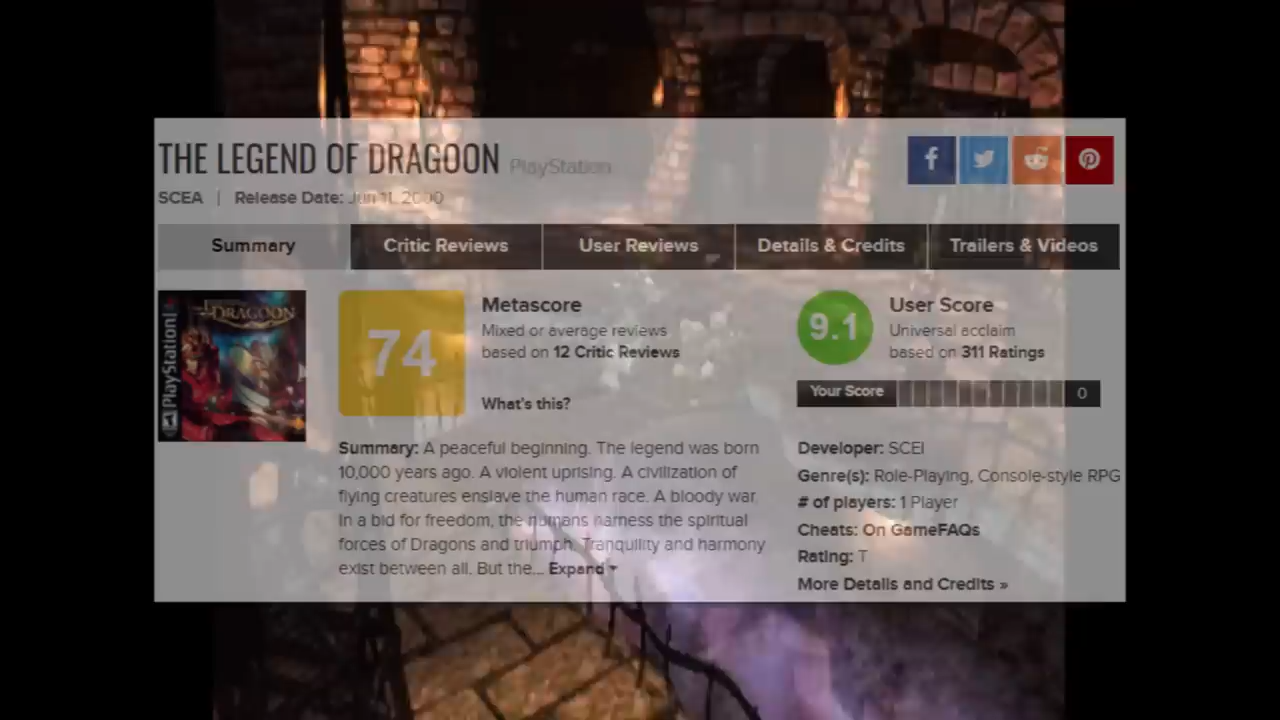 THE LEGEND OF DRAGOON PlayStation
SCEA | Release Date: Jun 11, 2000
Summary Critic Reviews User Reviews Details & Credits Trailers & Videos
DRAGOON
PlayStation
74
Metascore
Mixed or average reviews
based on 12 Critic Reviews
What's this?
9.1
User Score
Universal acclaim
based on 311 Ratings
Your Score 0
Summary: A peaceful beginning. The legend was born
10,000 years ago. A violent uprising. A civilization of
flying creatures enslave the human race. A bloody war.
In a bid for freedom, the humans harness the spiritual
forces of Dragons and triumph. Tranquility and harmony
exist between all. But the... Expand
Developer: SCEI
Genre(s): Role-Playing, Console-style RPG
# of players: 1 Player
Cheats: On GameFAQs
Rating: T
More Details and Credits »